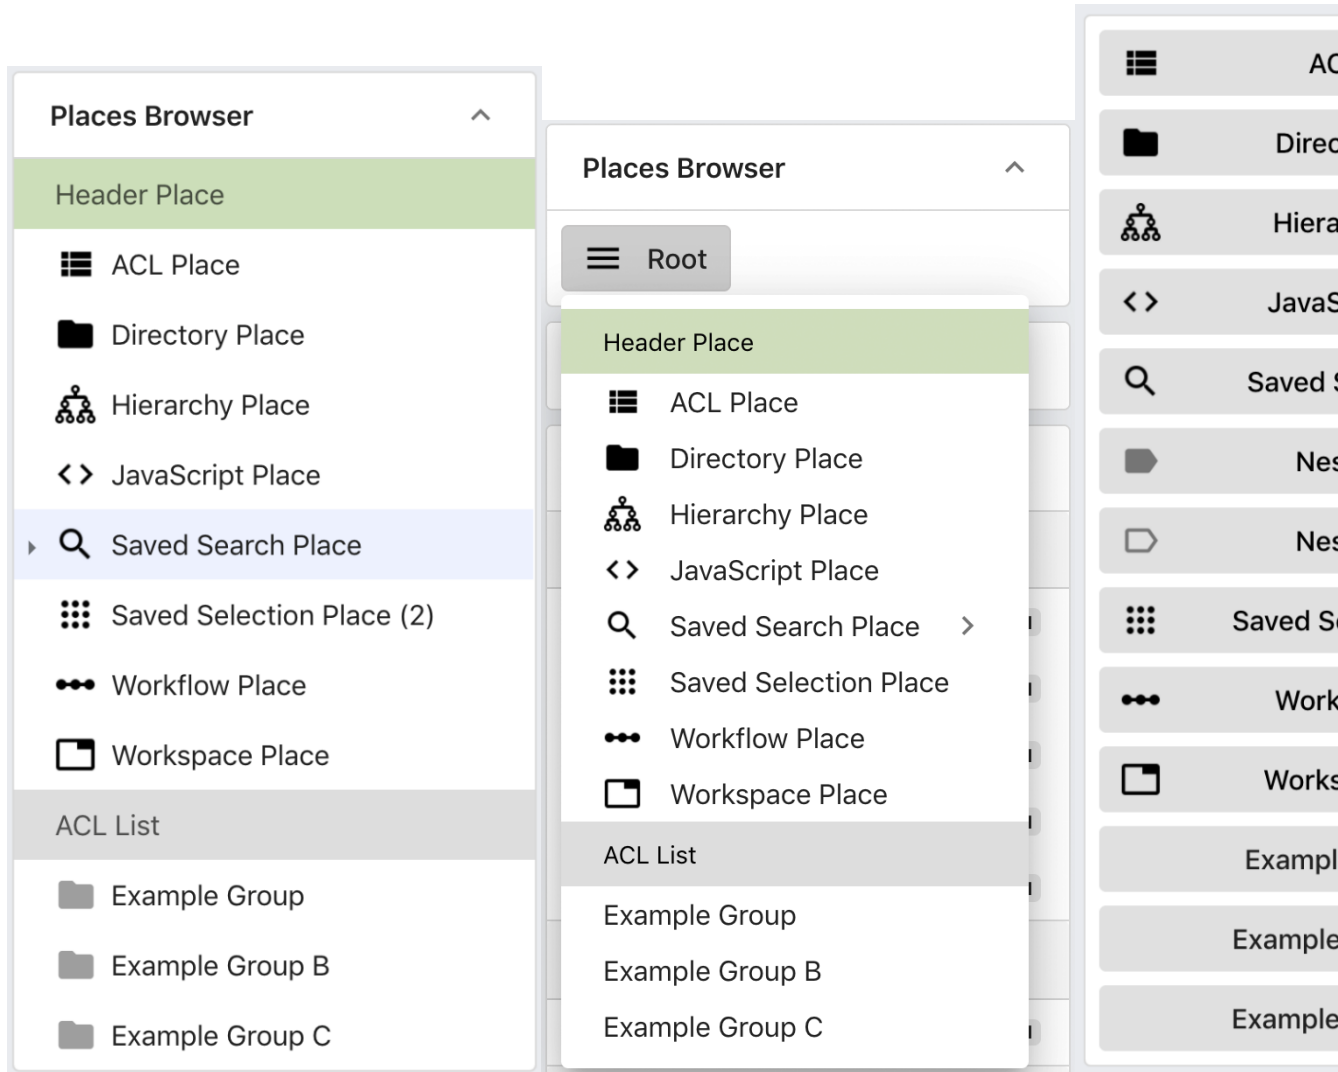 Places Browser
Header Place
ACL Place
Directory Place
Hierarchy Place
JavaScript Place
Saved Search Place
Saved Selection Place (2)
Workflow Place
Workspace Place
ACL List
Example Group
Example Group B
Example Group C
Places Browser
Root
Header Place
ACL Place
Directory Place
Hierarchy Place
JavaScript Place
Saved Search Place
Saved Selection Place
Workflow Place
Workspace Place
ACL List
Example Group
Example Group B
Example Group C
Saved
Example
Example